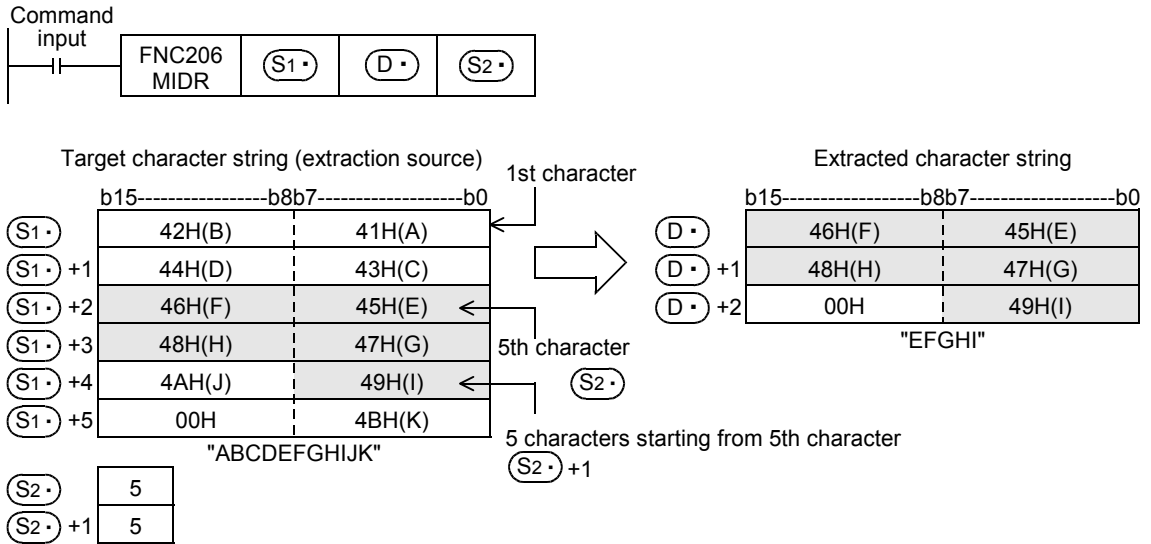 Command
input
FNC206
MIDR
S1・ D・ S2・
Target character string (extraction source)
1st character
Extracted character string
b15-----------------b8b7-------------------b0
b15-----------------b8b7-------------------b0
S1・ 42H(B) 41H(A)
D・ 46H(F) 45H(E)
S1・ +1 44H(D) 43H(C)
D・ +1 48H(H) 47H(G)
S1・ +2 46H(F) 45H(E)
D・ +2 00H 49H(I)
"EFGHI"
S1・ +3 48H(H) 47H(G)
5th character
S1・ +4 4AH(J) 49H(I)
S2・
S1・ +5 00H 4BH(K)
"ABCDEFGHIJK"
5 characters starting from 5th character
S2・ +1
S2・ 5
S2・ +1 5